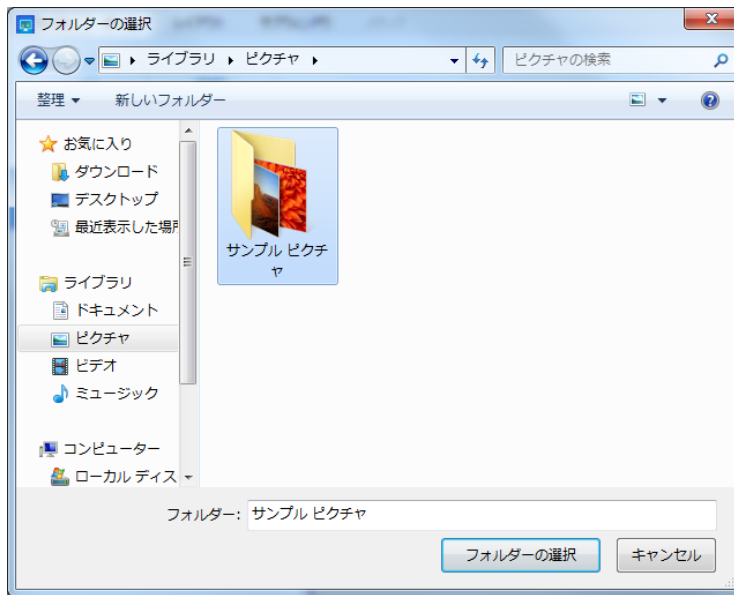 フォルダーの選択
ライブラリ ピクチャ
ピクチャの検索
整理
新しいフォルダー
お気に入り
ダウンロード
デスクトップ
最近表示した場所
ライブラリ
ドキュメント
ピクチャ
ビデオ
ミュージック
コンピューター
ローカル ディス
サンプル ピクチ
ャ
フォルダー: サンプル ピクチャ
フォルダーの選択
キャンセル